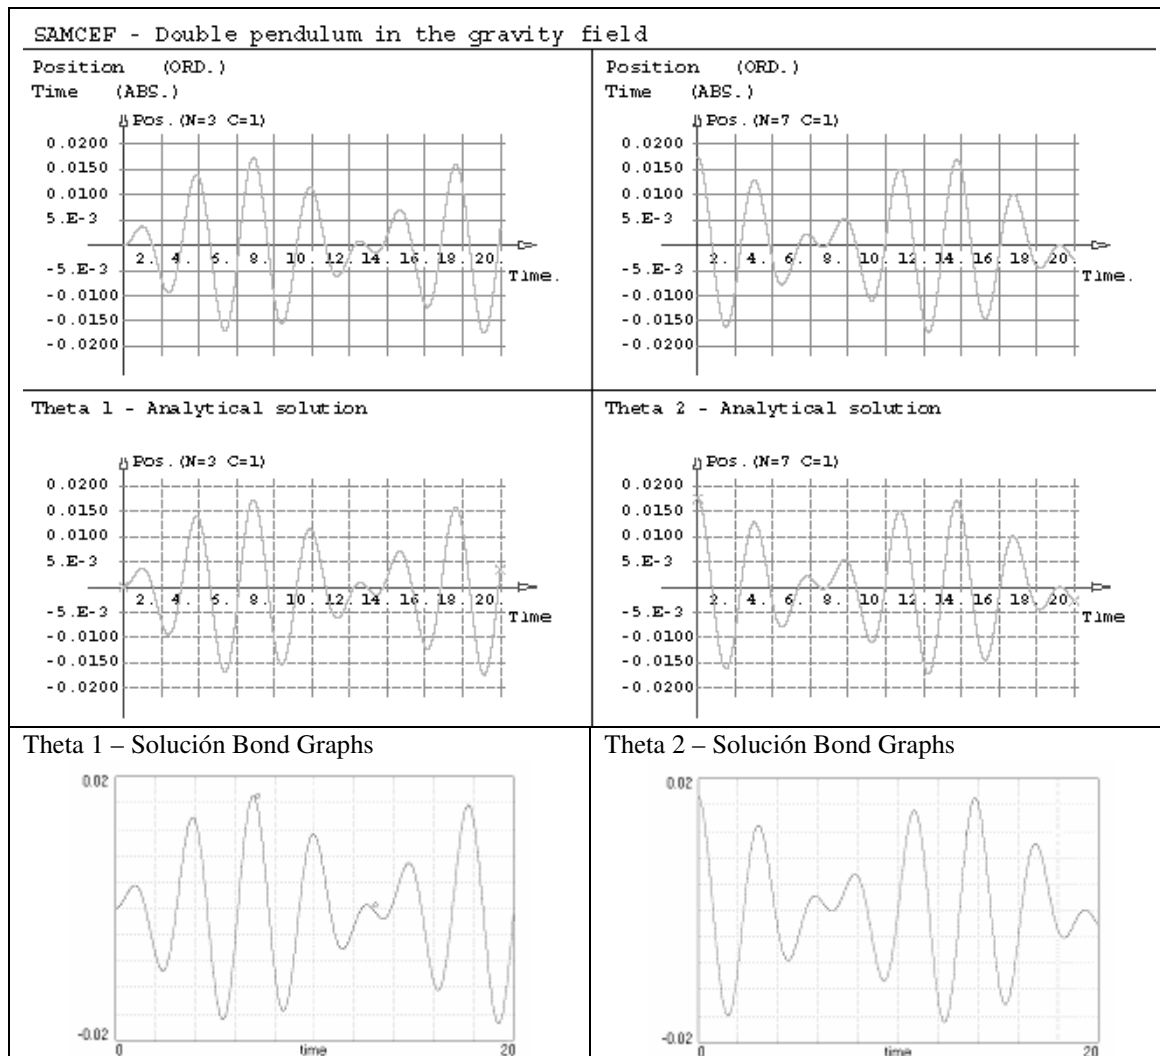 SAMCEF - Double pendulum in the gravity field
Position (ORD.)
Time (ABS.)
Pos.(N=3 C=1)
0.0200
0.0150
0.0100
5.E-3
-5.E-3
-0.0100
-0.0150
-0.0200
2. 4. 6. 8. 10 12 14 16 18. 20.
Time.
Position (ORD.)
Time (ABS.)
Pos.(N=7 C=1)
0.0200
0.0150
0.0100
5.E-3
-5.E-3
-0.0100
-0.0150
-0.0200
2. 4. 6. 8. 10 12 14 16 18. 20.
Time.
Theta 1 - Analytical solution
Pos.(N=3 C=1)
0.0200
0.0150
0.0100
5.E-3
-5.E-3
-0.0100
-0.0150
-0.0200
2. 4. 6. 8. 10 12 14 16 18. 20.
Time
Theta 2 - Analytical solution
Pos.(N=7 C=1)
0.0200
0.0150
0.0100
5.E-3
-5.E-3
-0.0100
-0.0150
-0.0200
2. 4. 6. 8. 10 12 14 16 18. 20.
Time
Theta 1 – Solución Bond Graphs
0.02
-0.02
0 time 20
Theta 2 – Solución Bond Graphs
0.02
-0.02
0 time 20